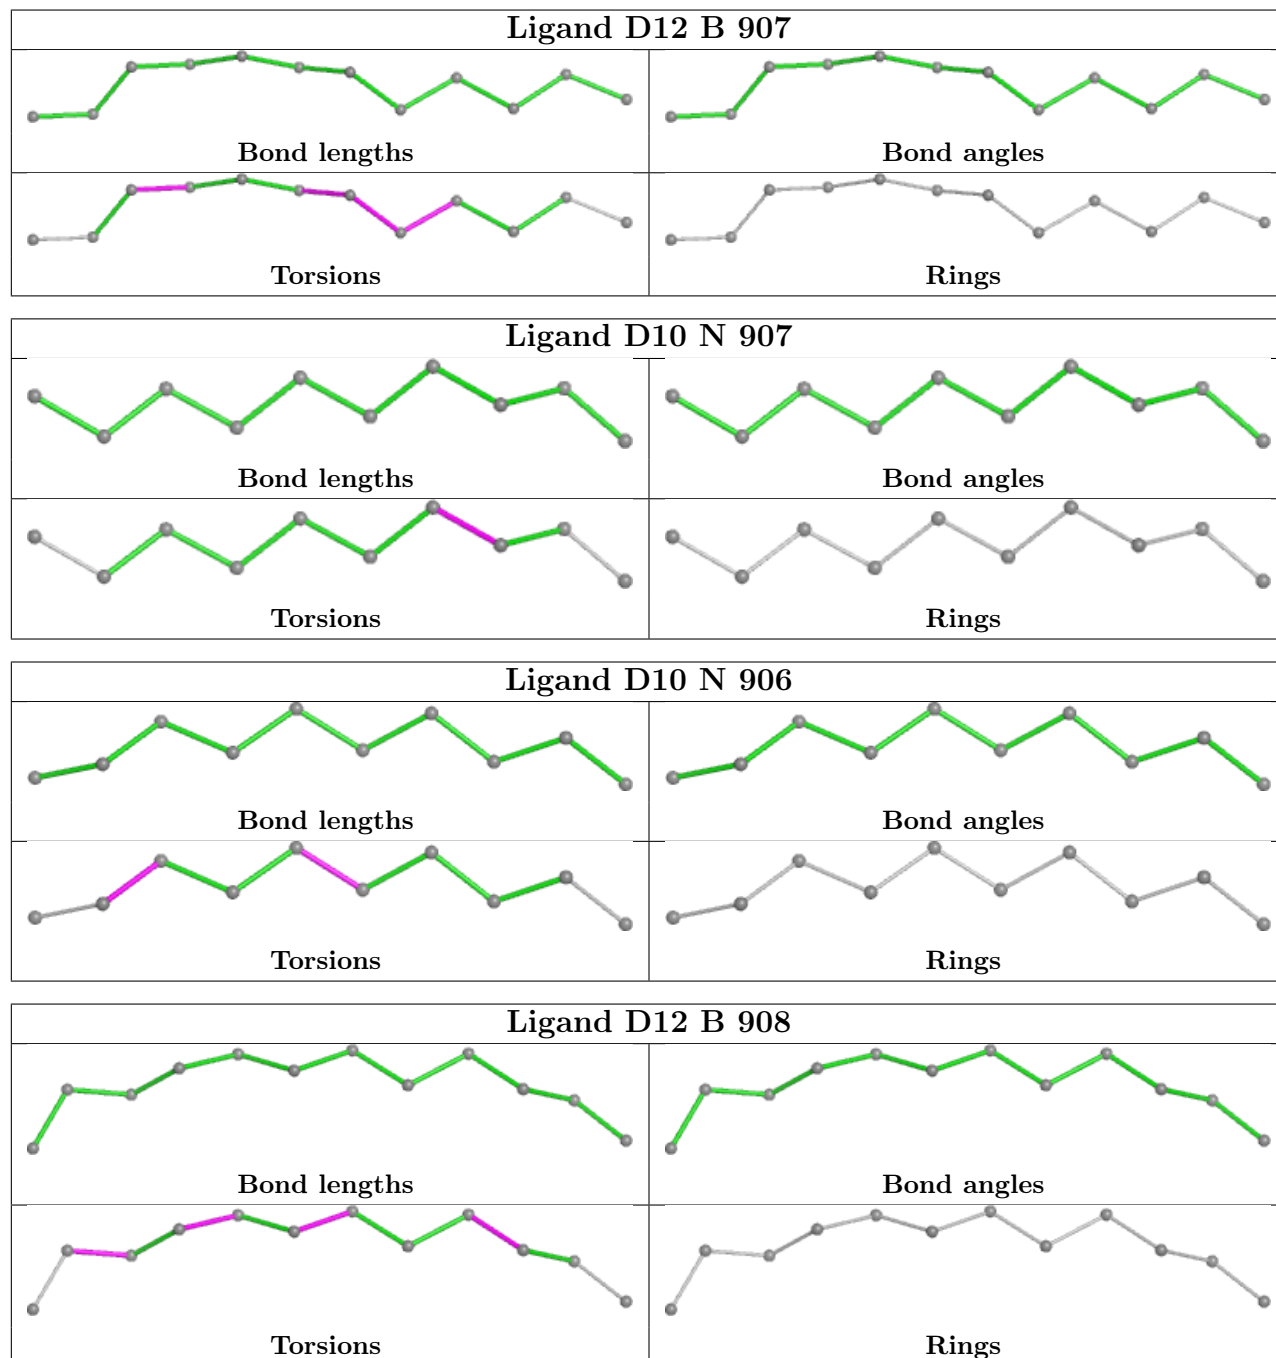 Ligand D12 B 907
Bond lengths Bond angles
Torsions Rings
Ligand D10 N 907
Bond lengths Bond angles
Torsions Rings
Ligand D10 N 906
Bond lengths Bond angles
Torsions Rings
Ligand D12 B 908
Bond lengths Bond angles
Torsions Rings